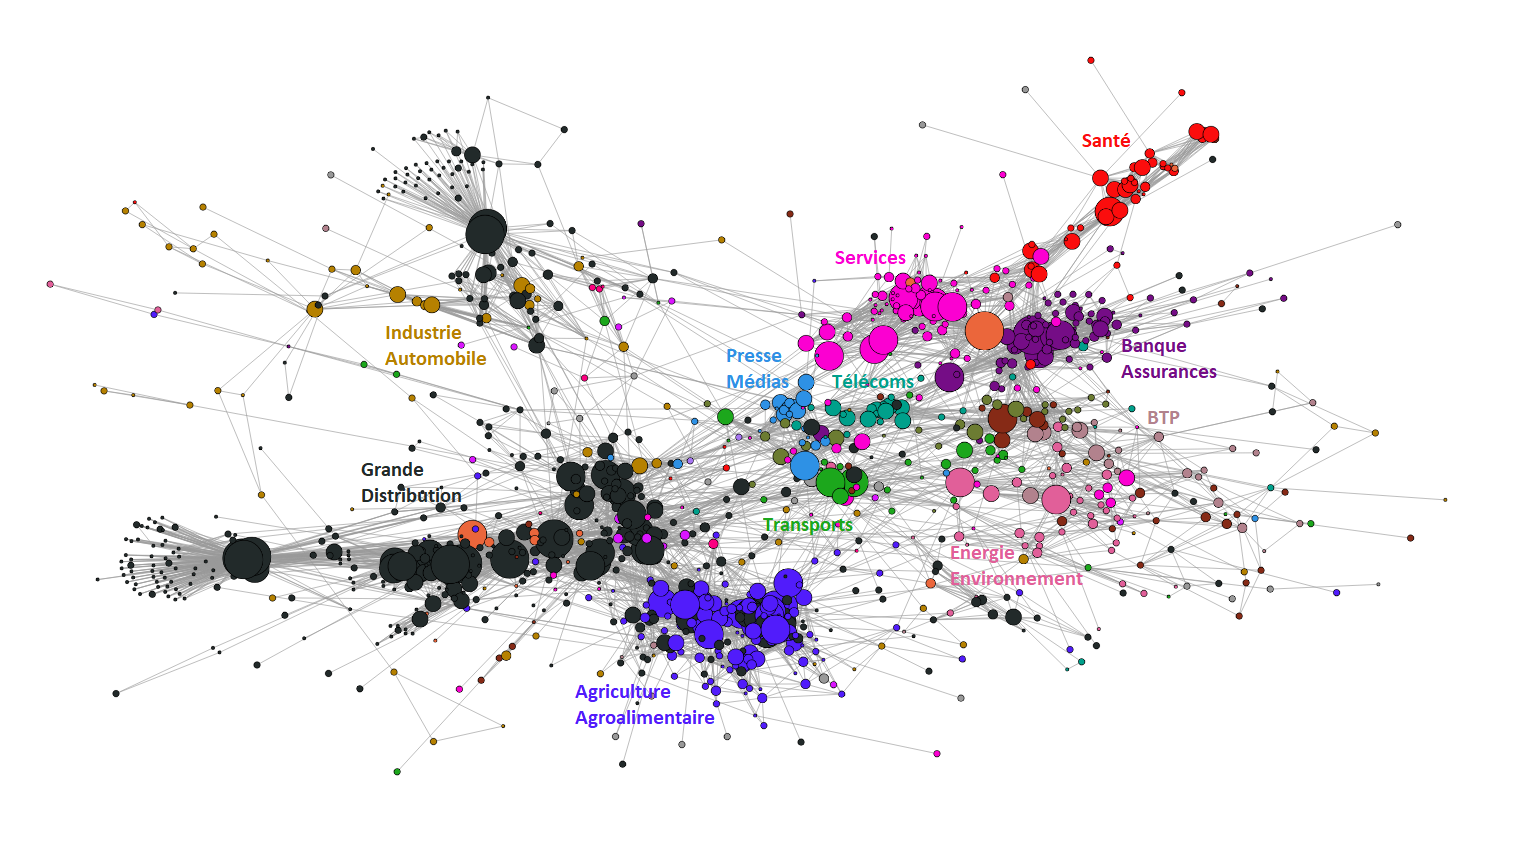 Santé
Services
Industrie
Automobile
Banque
Assurances
Presse
Médias
Télécoms
BTP
Grande
Distribution
Transports
Energie
Environnement
Agriculture
Agroalimentaire